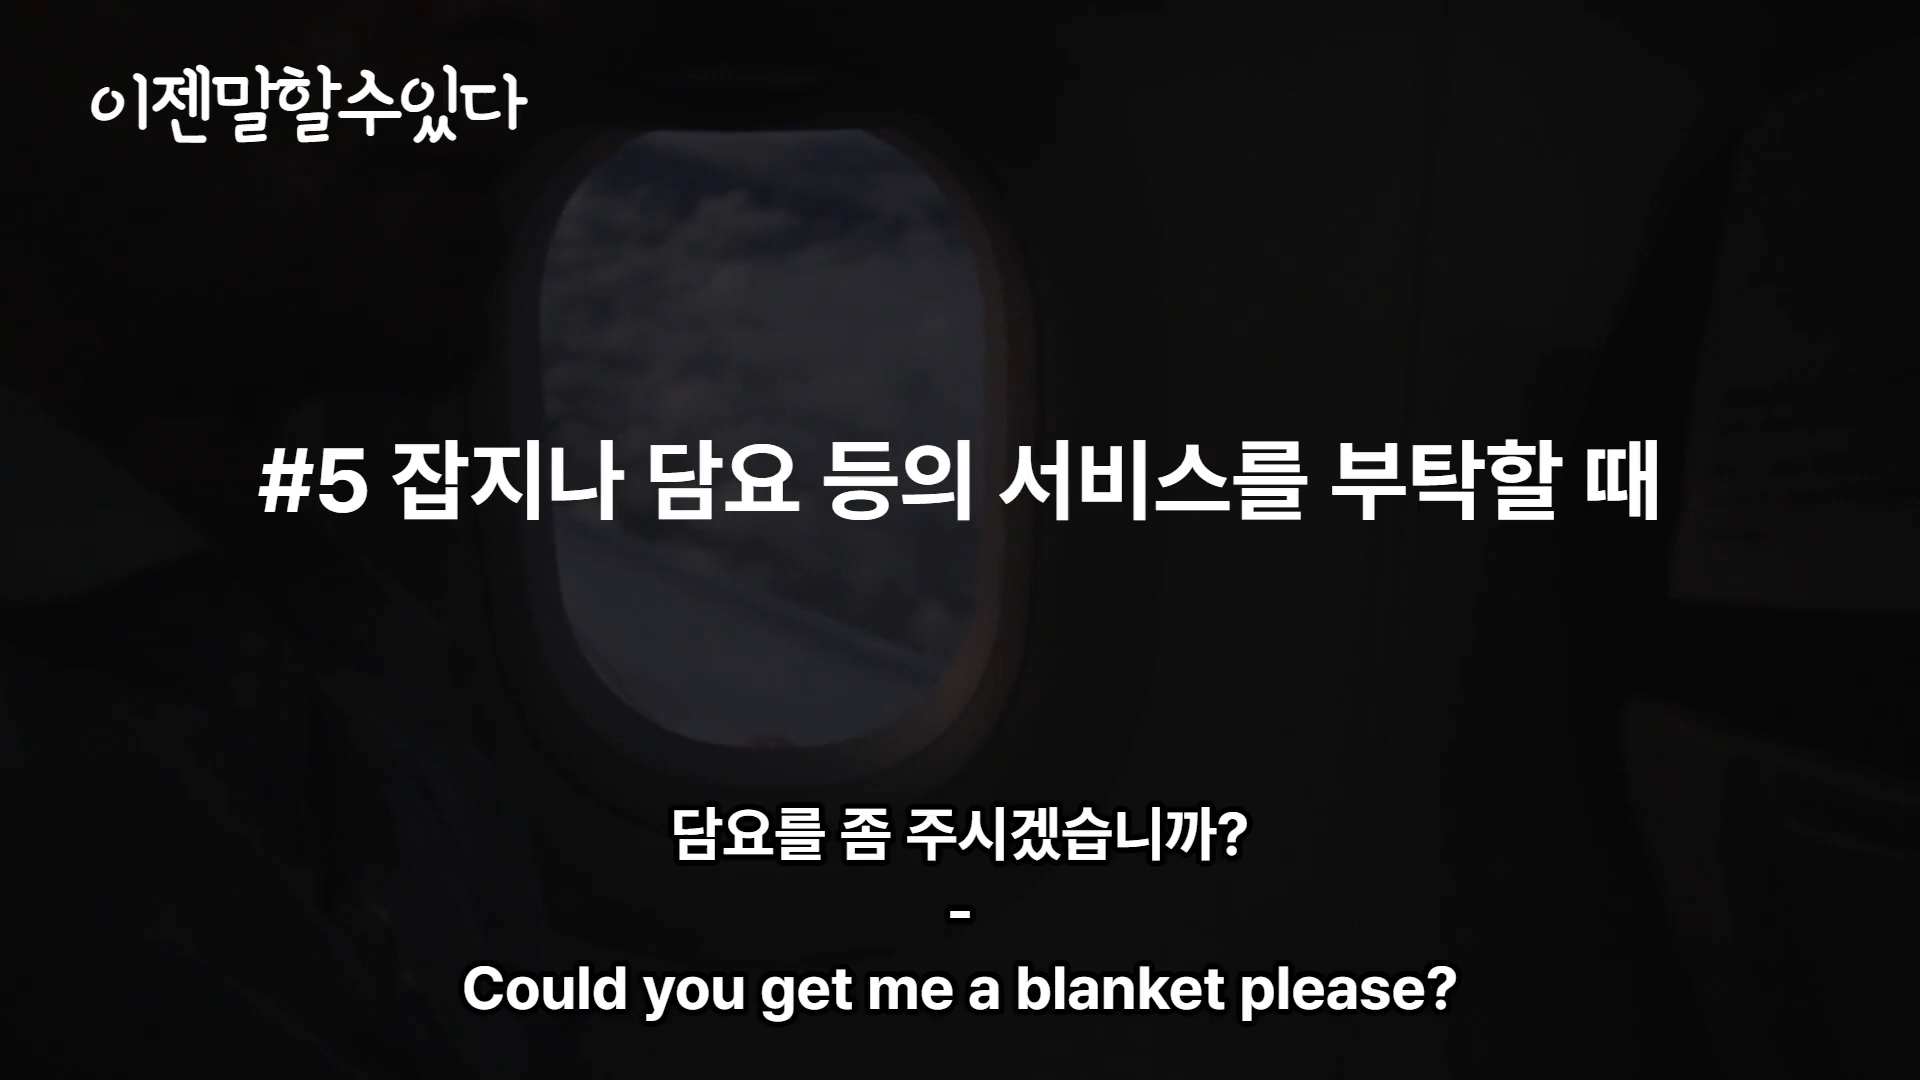 이젠말할수있다
#5 잡지나 담요 등의 서비스를 부탁할 때
담요를 좀 주시겠습니까?
-
Could you get me a blanket please?